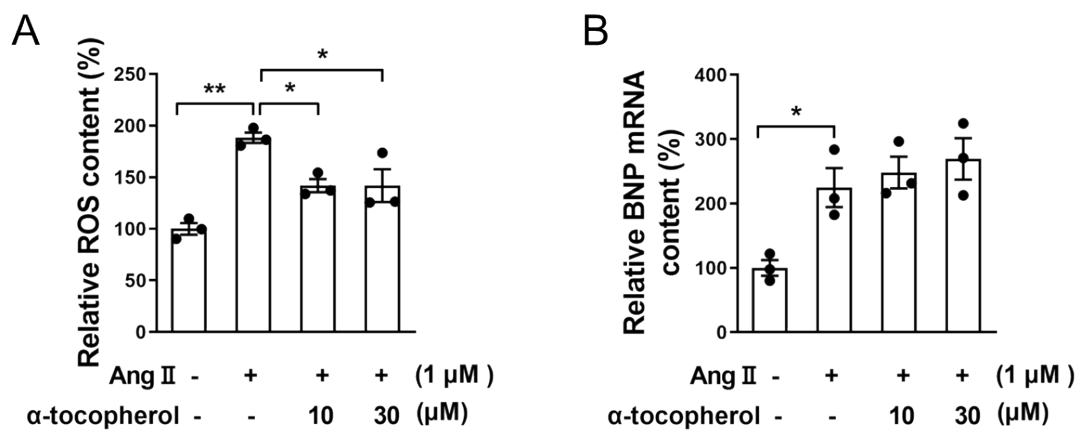 A
Relative ROS content (%)
250
200
150
100
50
0
**
*
*
Ang Ⅱ - + + + (1 μM )
α-tocopherol - - 10 30 (μM)
B
Relative BNP mRNA
content (%)
400
300
200
100
0
*
Ang Ⅱ - + + + (1 μM )
α-tocopherol - - 10 30 (μM)